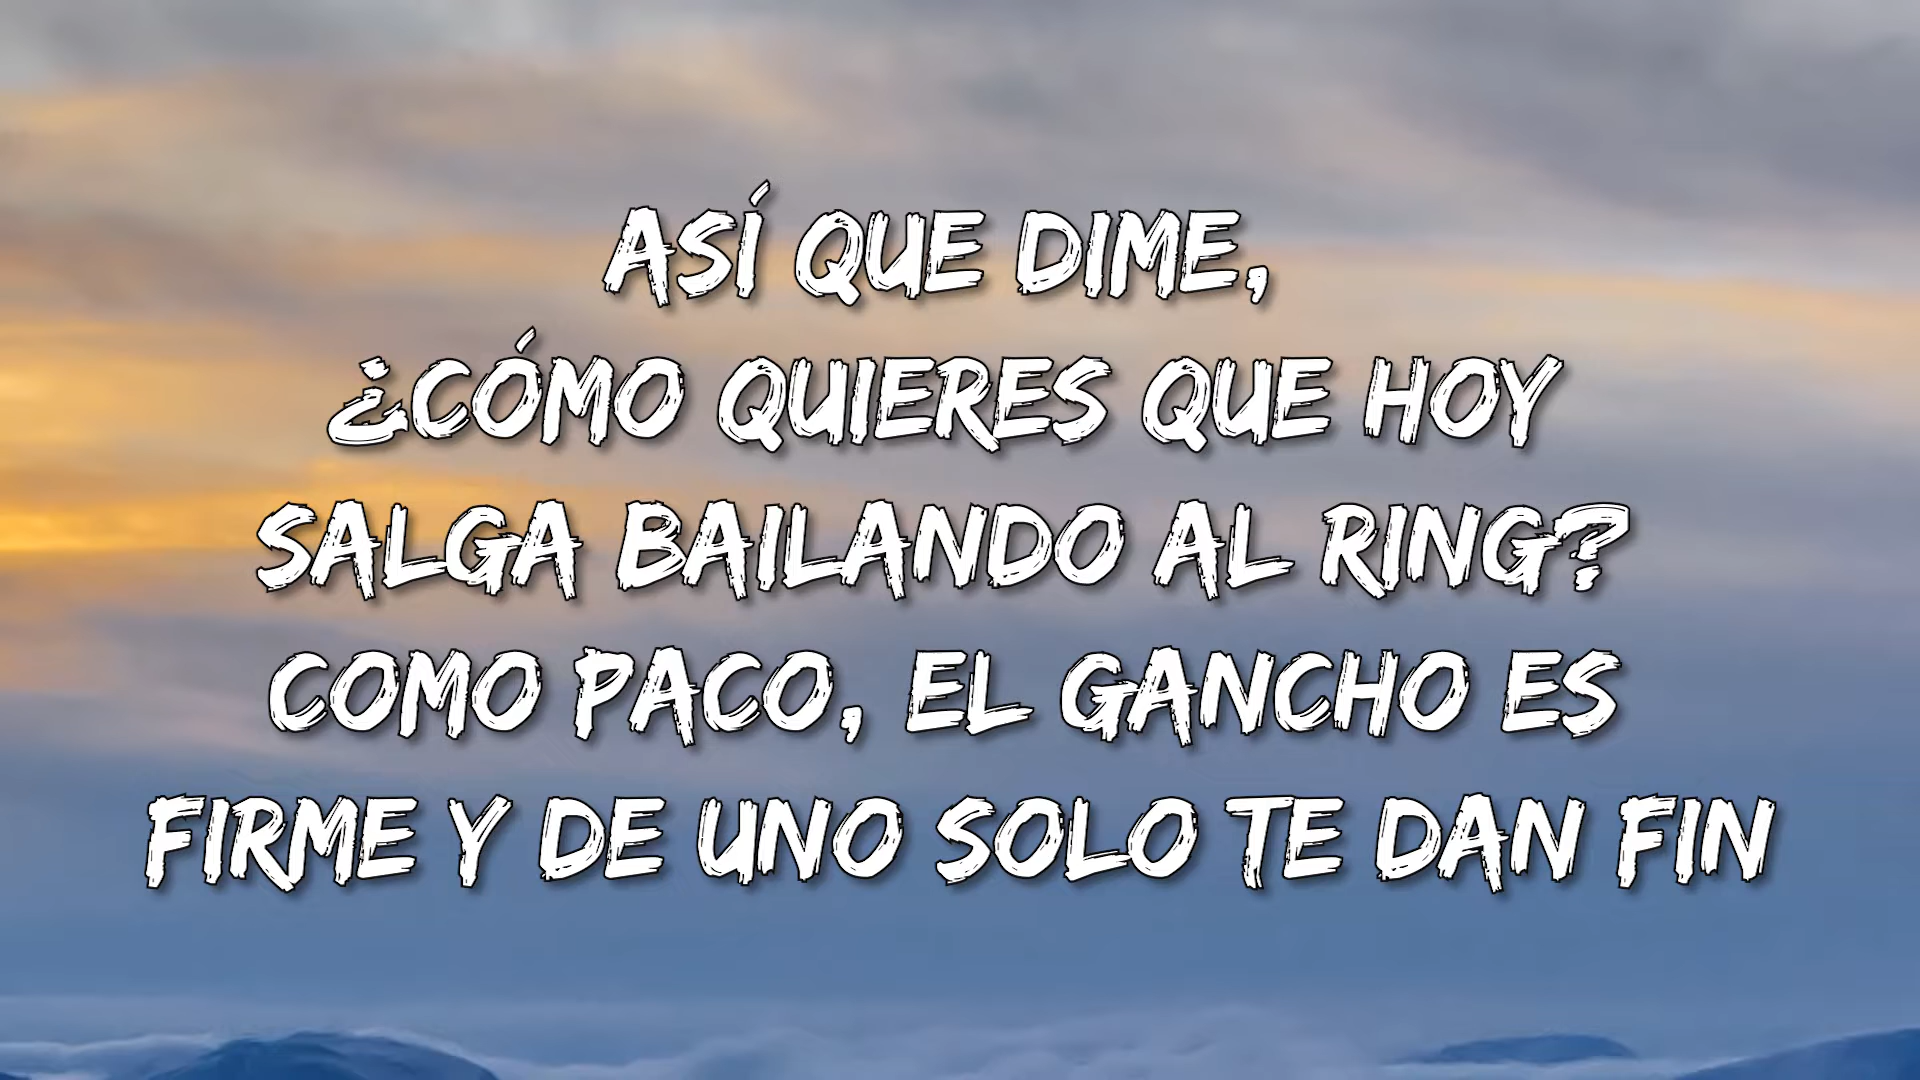 ASÍ QUE DIME,
¿CÓMO QUIERES QUE HOY
SALGA BAILANDO AL RING?
COMO PACO, EL GANCHO ES
FIRME Y DE UNO SOLO TE DAN FIN